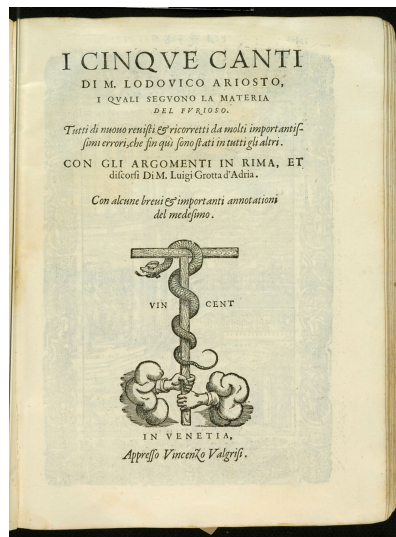 I CINQVE CANTI
DI M. LODOVICO ARIOSTO,
I QVALI SEGVONO LA MATERIA
DEL FVRIOSO.
Tutti di nuouo reuiſti & ricorretti da molti importantiſ-
ſimi errori, che fin quì ſono ſtati in tutti gli altri.
CON GLI ARGOMENTI IN RIMA, ET
diſcorſi Di M. Luigi Grotta d'Adria.
Con alcune breui & importanti annotationi
del medeſimo.
VIN CENT
IN VENETIA,
Appreſſo Vincenzo Valgriſi.